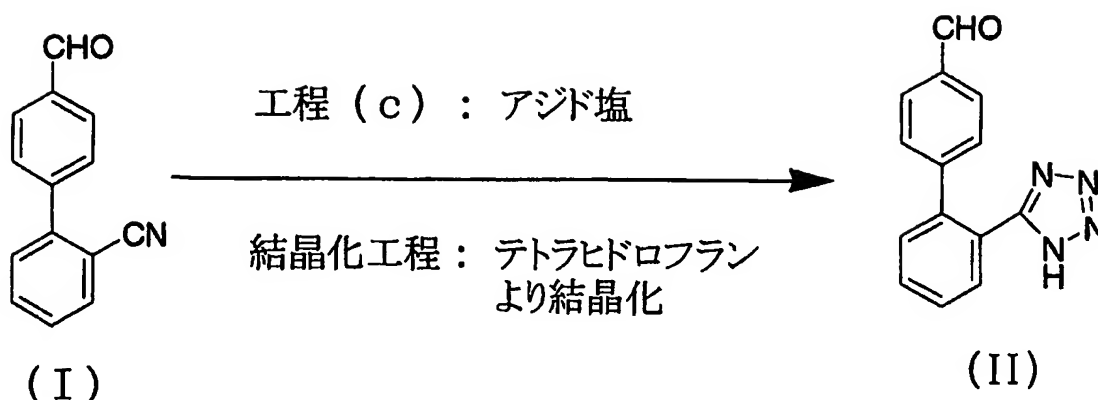 CHO
CN
(I)
工程 (c) : アジド塩
結晶化工程 : テトラヒドロフラン
より結晶化
CHO
N
N
N
N
H
(II)